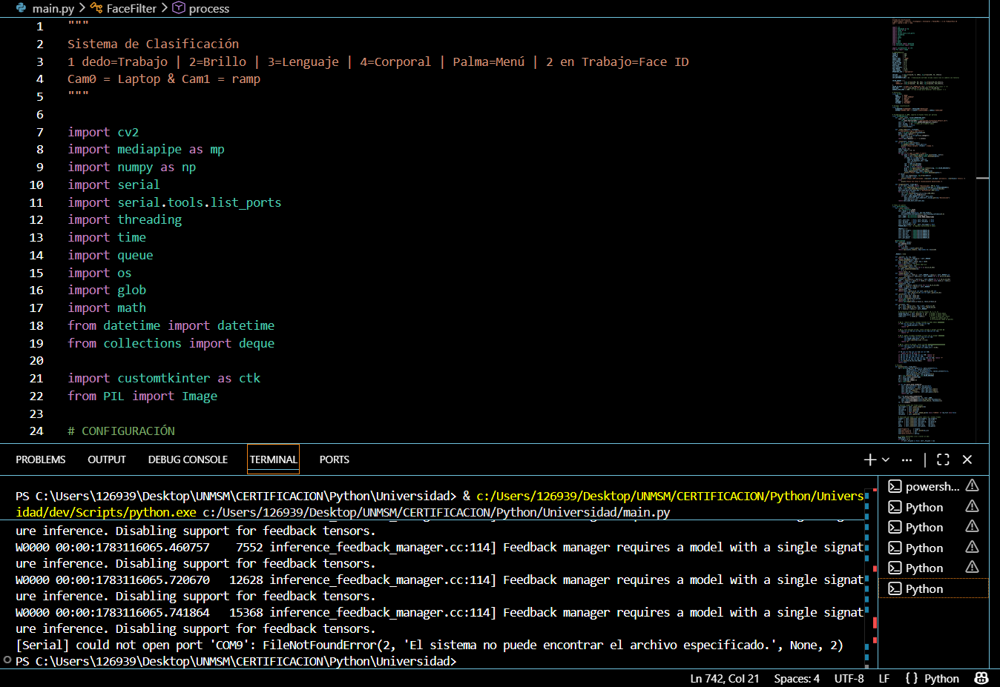 main.py > FaceFilter > process
1 """
2 Sistema de Clasificación
3 1 dedo=Trabajo | 2=Brillo | 3=Lenguaje | 4=Corporal | Palma=Menú | 2 en Trabajo=Face ID
4 Cam0 = Laptop & Cam1 = ramp
5 """
6
7 import cv2
8 import mediapipe as mp
9 import numpy as np
10 import serial
11 import serial.tools.list_ports
12 import threading
13 import time
14 import queue
15 import os
16 import glob
17 import math
18 from datetime import datetime
19 from collections import deque
20
21 import customtkinter as ctk
22 from PIL import Image
23
24 # CONFIGURACIÓN
PROBLEMS OUTPUT DEBUG CONSOLE TERMINAL PORTS
PS C:\Users\126939\Desktop\UNMSM\CERTIFICACION\Python\Universidad> & c:/Users/126939/Desktop/UNMSM/CERTIFICACION/Python/Univers
idad/dev/Scripts/python.exe c:/Users/126939/Desktop/UNMSM/CERTIFICACION/Python/Universidad/main.py
ure inference. Disabling support for feedback tensors.
W0000 00:00:1783116065.460757    7552 inference_feedback_manager.cc:114] Feedback manager requires a model with a single signat
ure inference. Disabling support for feedback tensors.
W0000 00:00:1783116065.720670   12628 inference_feedback_manager.cc:114] Feedback manager requires a model with a single signat
ure inference. Disabling support for feedback tensors.
W0000 00:00:1783116065.741864   15368 inference_feedback_manager.cc:114] Feedback manager requires a model with a single signat
ure inference. Disabling support for feedback tensors.
[Serial] could not open port 'COM9': FileNotFoundError(2, 'El sistema no puede encontrar el archivo especificado.', None, 2)
PS C:\Users\126939\Desktop\UNMSM\CERTIFICACION\Python\Universidad>
powersh...
Python
Python
Python
Python
Python
Ln 742, Col 21 Spaces: 4 UTF-8 LF {} Python